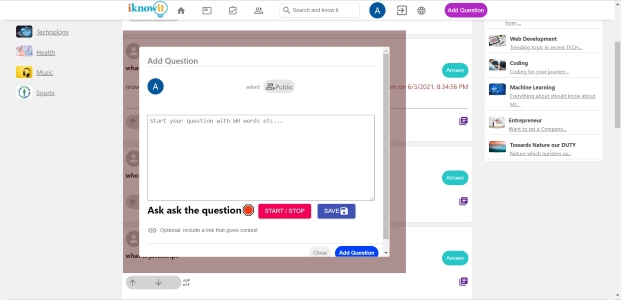 iknowit
Search and know it
A
Add Question
Technology
Health
Music
Sports
from ...
Web Development
Trending topic in recent TECH...
Coding
Coding for your journey...
Machine Learning
Everything about should know about
ML...
Entrepreneur
Want to set a Company...
Towards Nature our DUTY
Nature which nurishes us...
Add Question
A
asked
Public
on 6/3/2021, 8:34:56 PM
Answer
Start your question with WH words etc...
Answer
Ask ask the question
START / STOP
SAVE
Optional: include a link that gives context
Close
Add Question
Answer